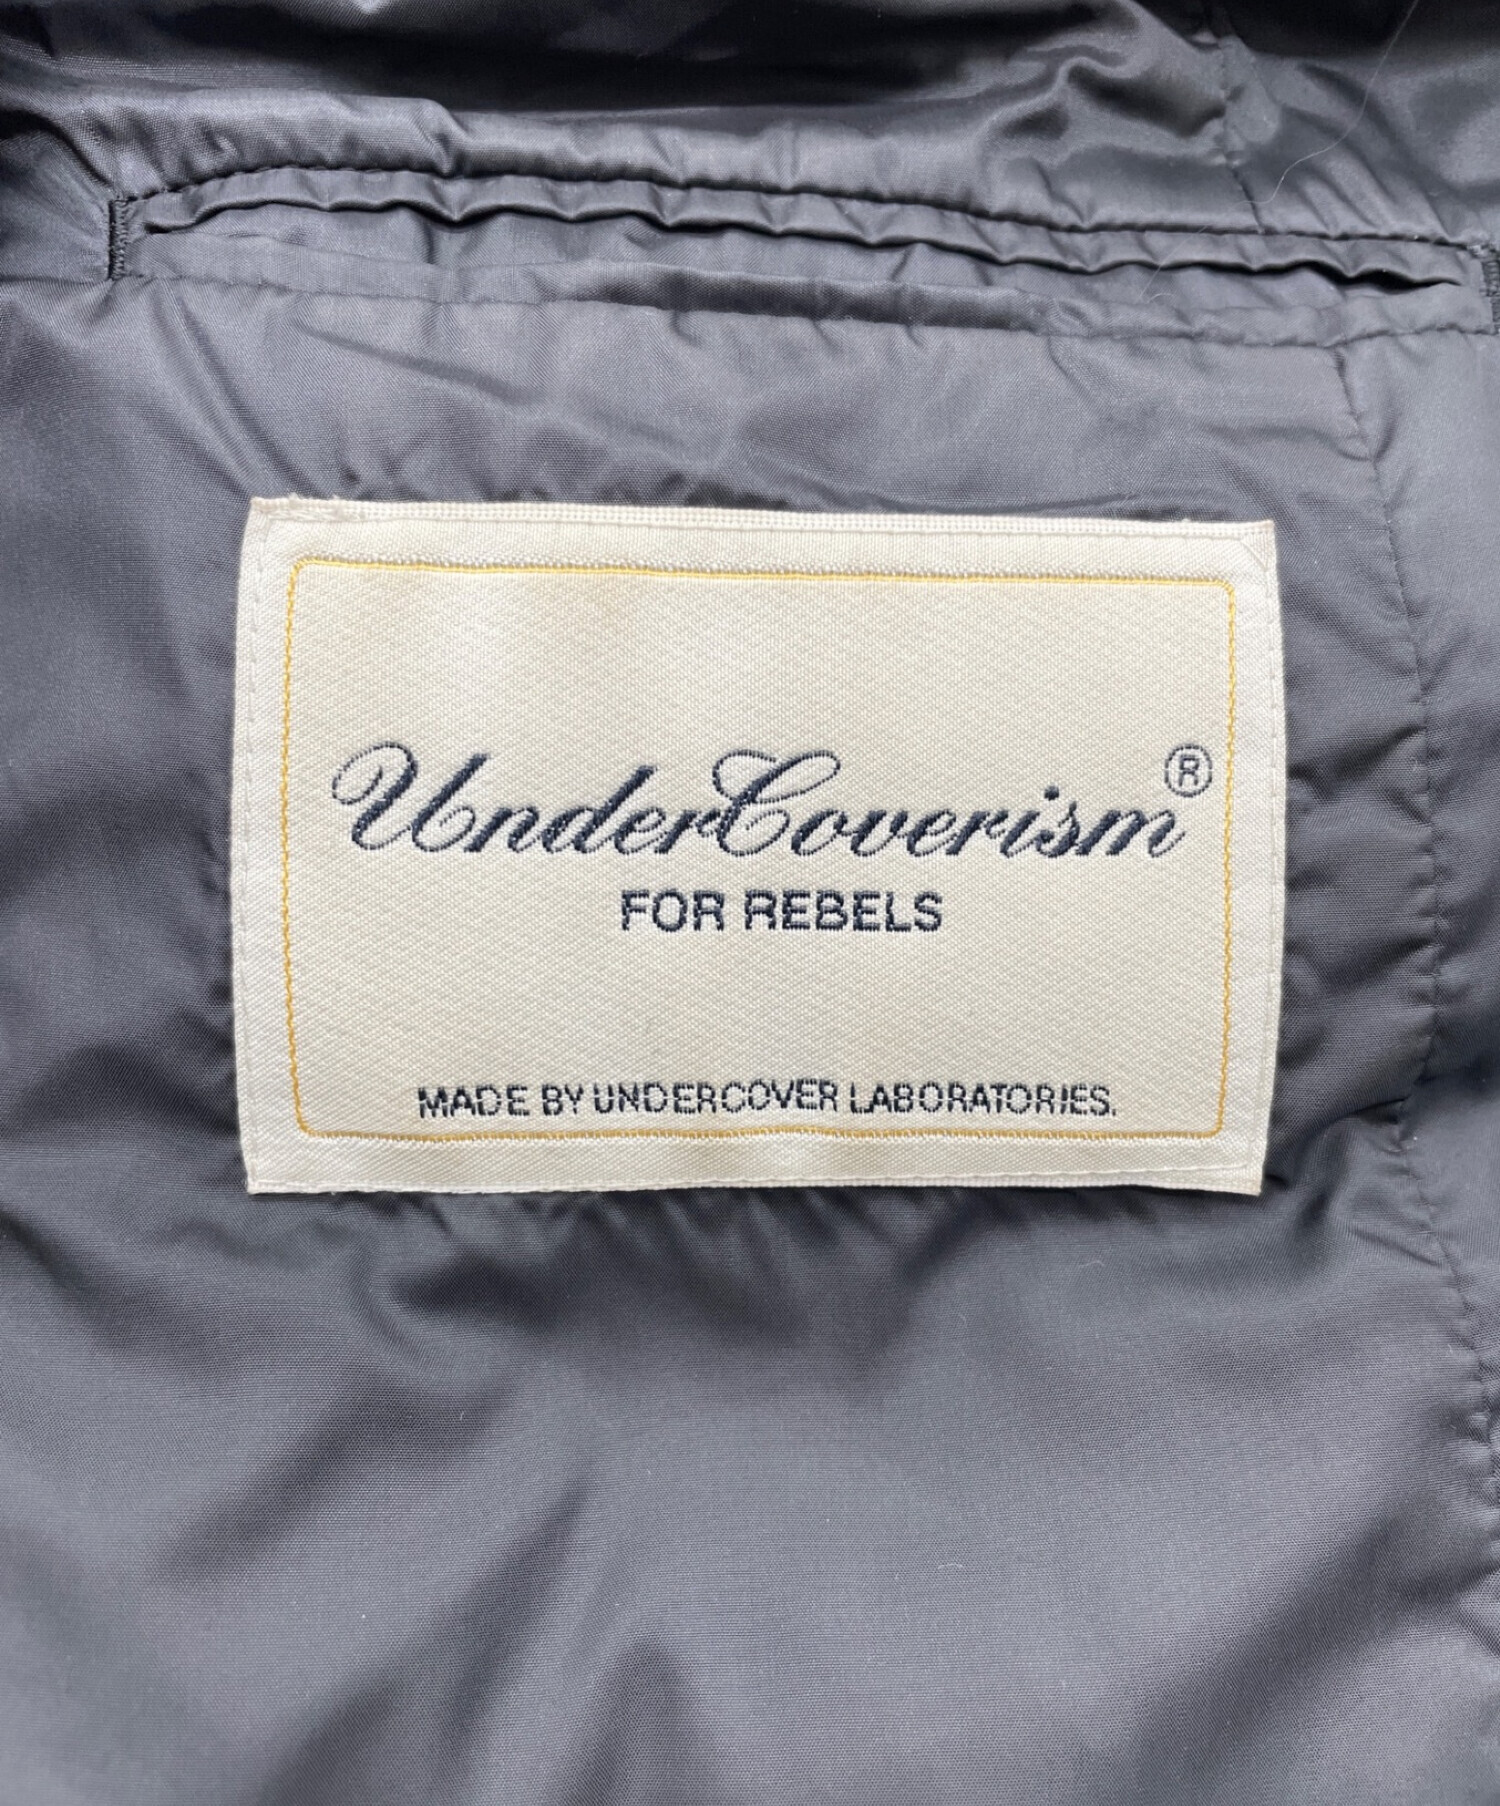 UnderCoverism®
FOR REBELS
MADE BY UNDERCOVER LABORATORIES.